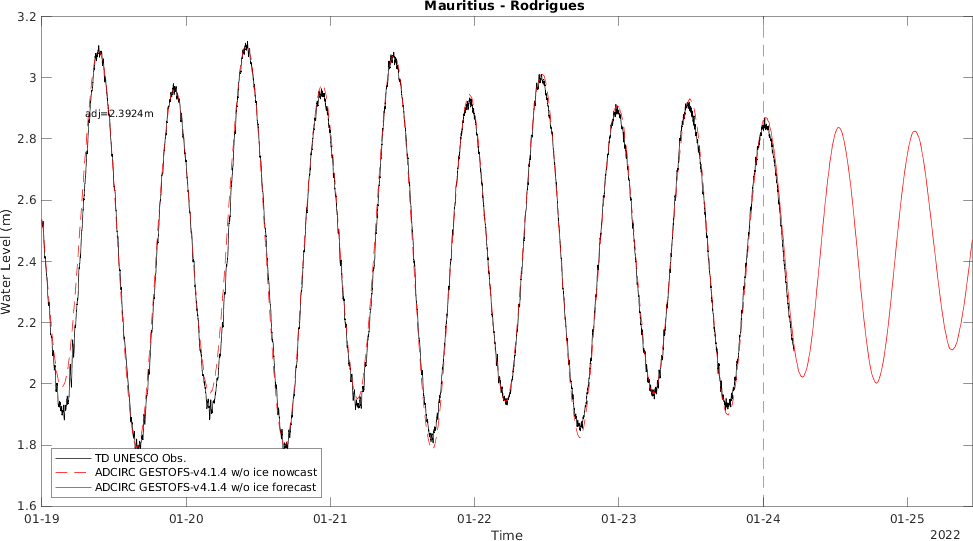 Mauritius - Rodrigues
3.2
3
2.8
2.6
2.4
2.2
2
1.8
1.6
Water Level (m)
adj=2.3924m
TD UNESCO Obs.
ADCIRC GESTOFS-v4.1.4 w/o ice nowcast
ADCIRC GESTOFS-v4.1.4 w/o ice forecast
01-19
01-20
01-21
01-22
01-23
01-24
01-25
Time
2022